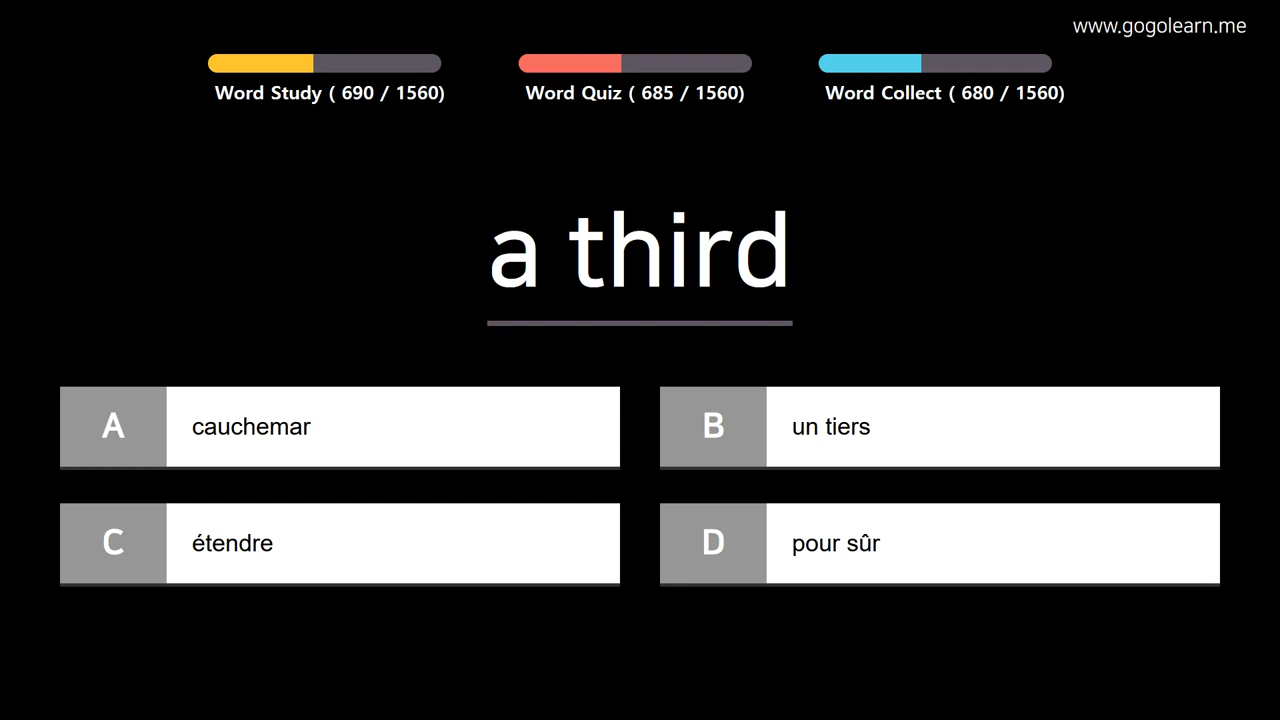 www.gogolearn.me
Word Study ( 690 / 1560)
Word Quiz ( 685 / 1560)
Word Collect ( 680 / 1560)
a third
A
cauchemar
B
un tiers
C
étendre
D
pour sûr